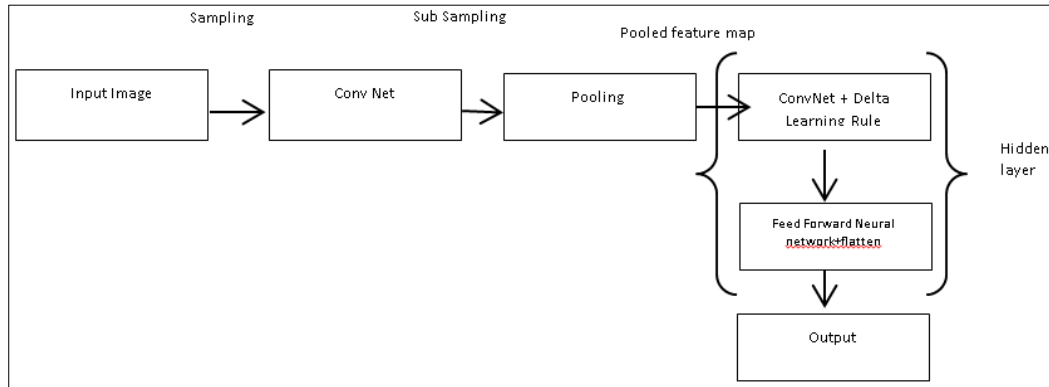 Sampling
Sub Sampling
Pooled feature map
Input Image
Conv Net
Pooling
ConvNet + Delta
Learning Rule
Hidden
layer
Feed Forward Neural
network+flatten
Output